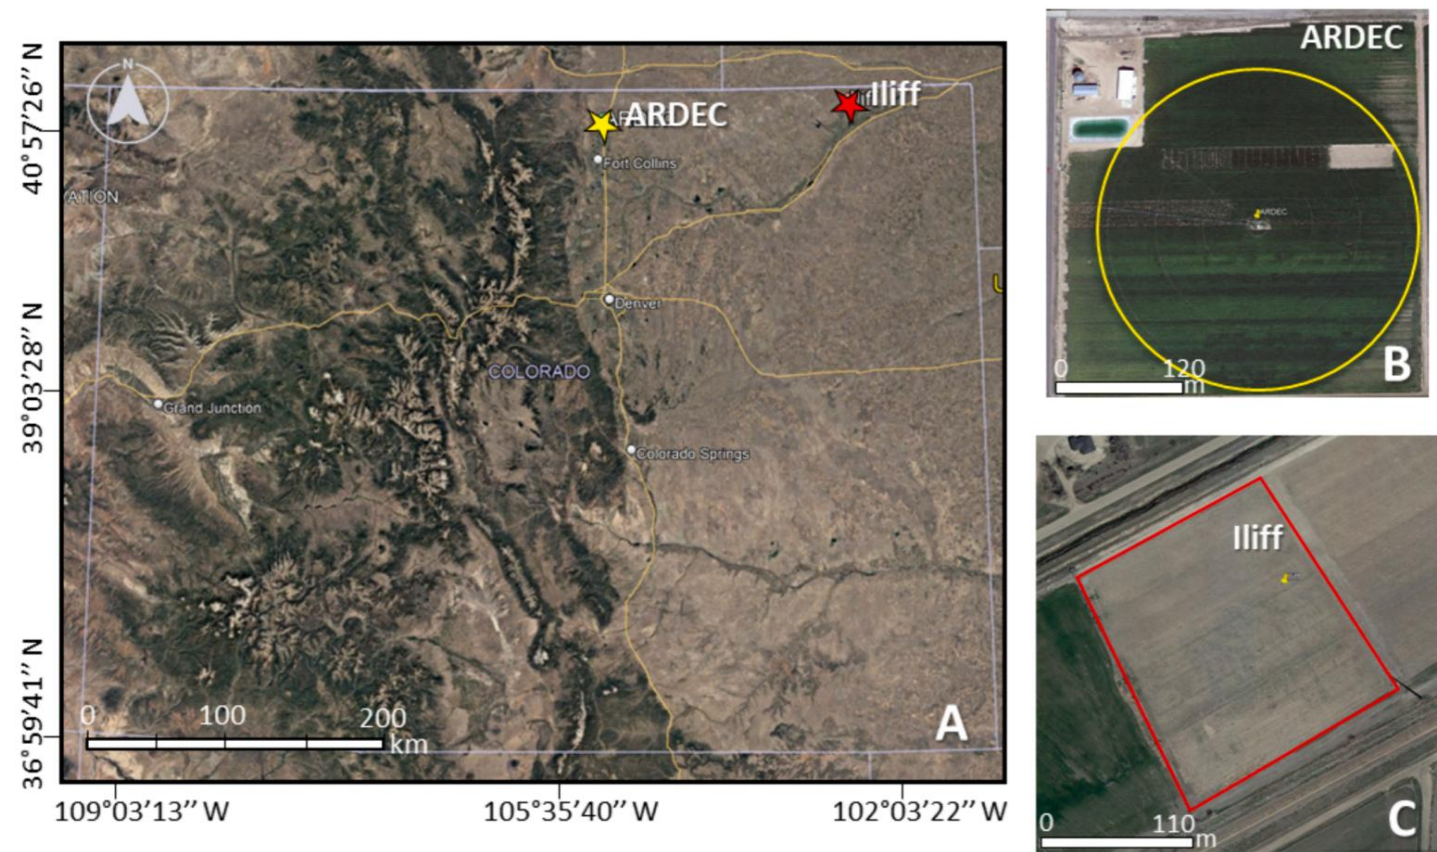 N
40°57'26'' N
39°03'28'' N
36°59'41'' N
ARDEC
Iliff
Fort Collins
ATION
Denver
COLORADO
Grand Junction
Colorado Springs
0 100 200
km
A
109°03'13'' W 105°35'40'' W 102°03'22'' W
ARDEC
ARDEC
0 120
m
B
Iliff
0 110
m
C